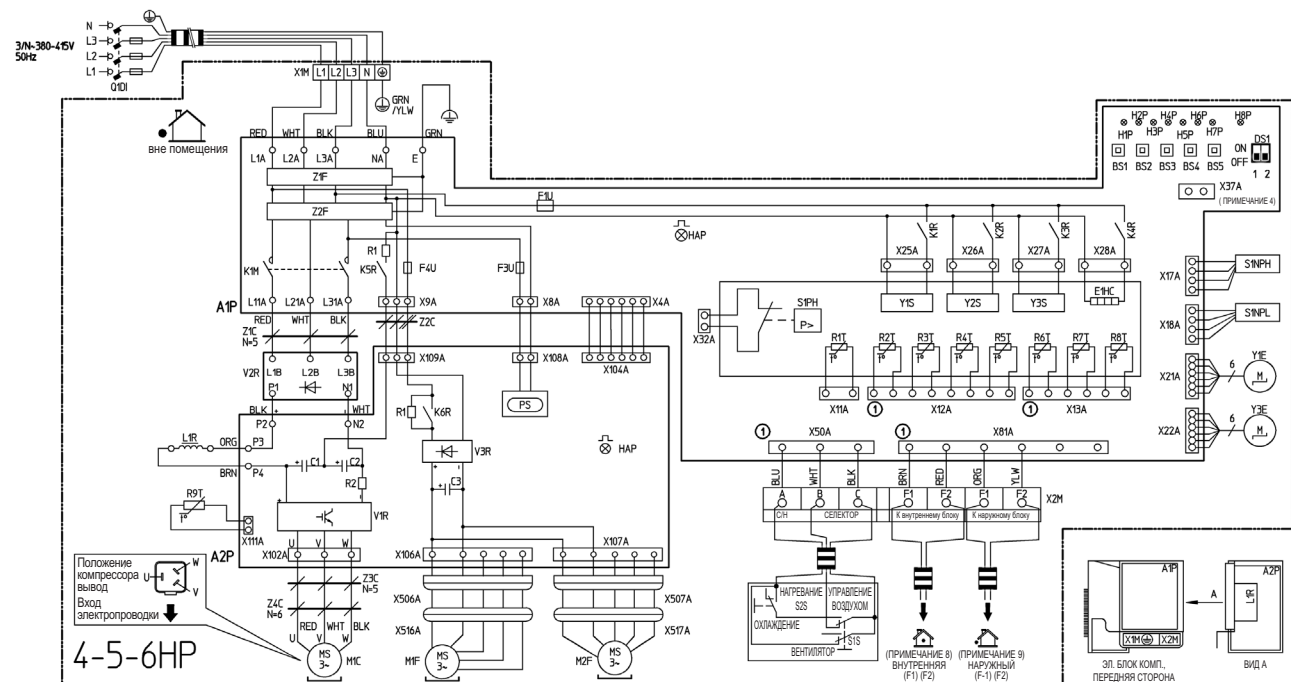 3/N~380-415V
50Hz
N
L3
L2
L1
Q1DI
X1M L1 L2 L3 N
GRN
/YLW
вне помещения
RED WHT BLK BLU GRN
L1A L2A L3A NA E
Z1F
Z2F
F1U
HAP
R1
K1M
K5R
F4U
F3U
L11A L21A L31A
X9A
X8A
X4A
A1P
RED WHT BLK
Z1C
N=5
Z2C
V2R
L1B L2B L3B
P1 N1
X109A
X108A
X104A
PS
BLK WHT
P2 N2
L1R
ORG P3
BRN P4
C1
C2
R2
R1
K6R
V3R
C3
HAP
R9T
X111A
V1R
A2P
U V W
X102A
X106A
X107A
Z3C
N=5
Z4C
N=6
RED WHT BLK
U V W
MS
3~
M1C
X506A
X516A
MS
3~
M1F
X507A
X517A
M2F
MS
3~
Положение
компрессора
вывод
Вход
электропроводки
U
W
V
4-5-6HP
K1R K2R K3R K4R
X25A X26A X27A X28A
Y1S Y2S Y3S E1HC
X32A
S1PH
P>
R1T R2T R3T R4T R5T R6T R7T R8T
X11A 1 X12A 1 X13A
1 X50A 1 X81A
BLU WHT BLK BRN RED ORG YLW
A B C F1 F2 F1 F2 X2M
C/H СЕЛЕКТОР К внутреннему блоку К наружному блоку
НАГРЕВАНИЕ УПРАВЛЕНИЕ
S2S ВОЗДУХОМ
ОХЛАЖДЕНИЕ
S1S
ВЕНТИЛЯТОР
(ПРИМЕЧАНИЕ 8)
ВНУТРЕННЯЯ
(F1) (F2)
(ПРИМЕЧАНИЕ 9)
НАРУЖНЫЙ
(F-1) (F2)
H2P H4P H6P H8P
H1P H3P H5P H7P
DS1
ON
OFF
1 2
BS1 BS2 BS3 BS4 BS5
X37A
( ПРИМЕЧАНИЕ 4)
X17A
S1NPH
X18A
S1NPL
X21A
6
Y1E
M
X22A
6
Y3E
M
A1P
X1M X2M
A
A2P
L1R
ЭЛ. БЛОК КОМП.,
ПЕРЕДНЯЯ СТОРОНА
ВИД А